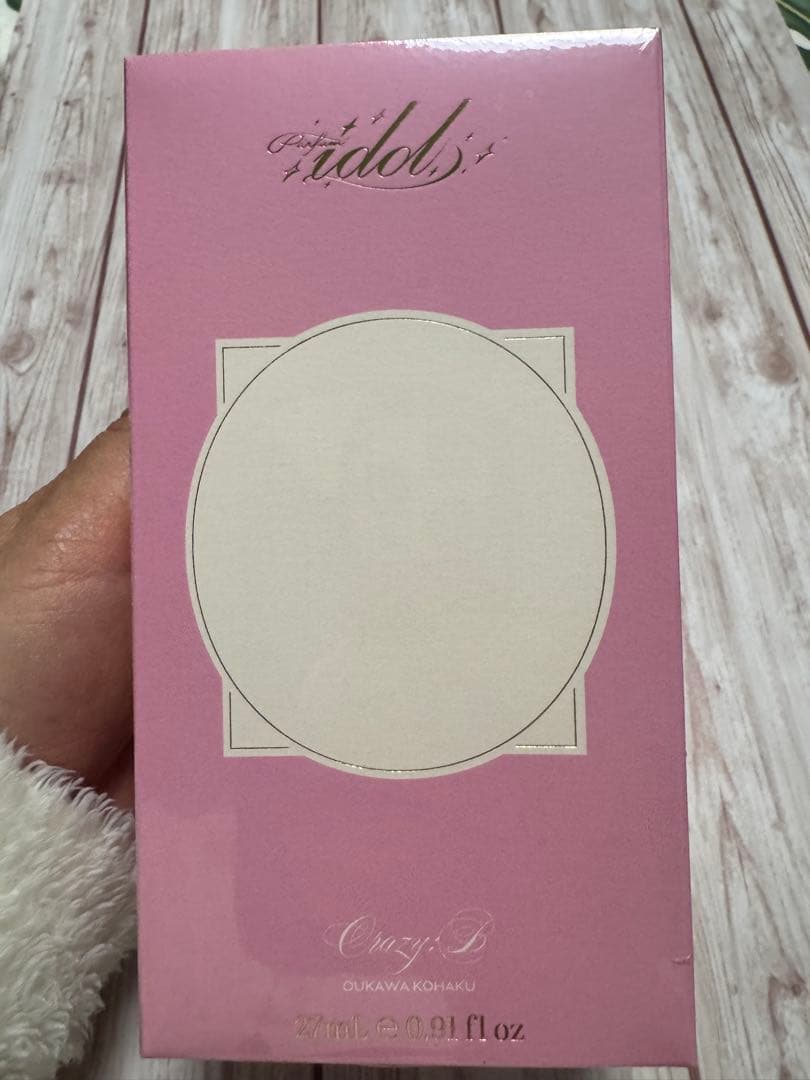 Parfum
idol
Crazy:B
OUKAWA KOHAKU
27mL ℮ 0.91 fl oz